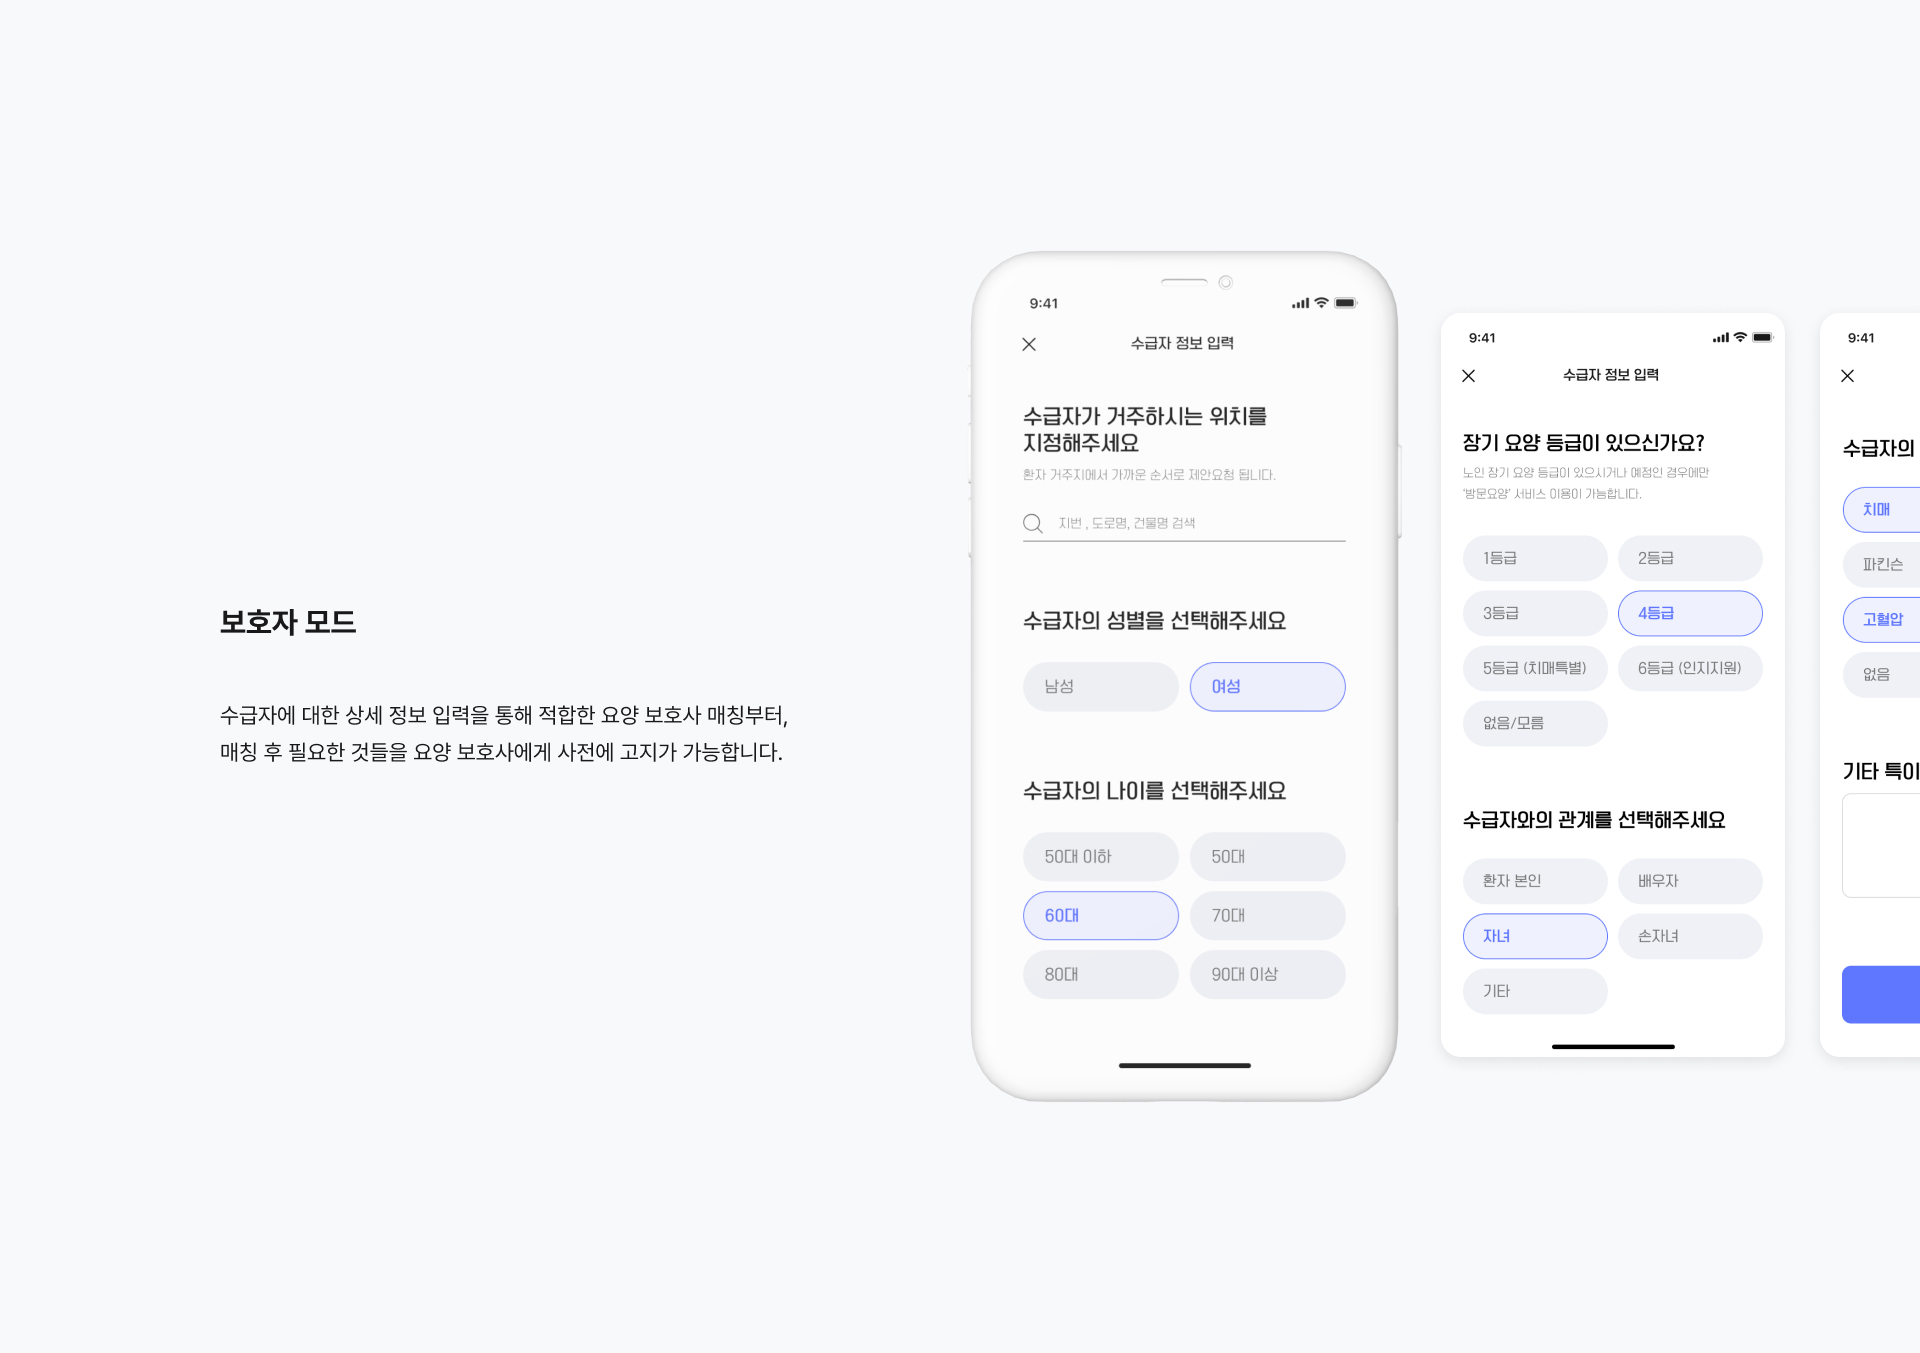 보호자 모드
수급자에 대한 상세 정보 입력을 통해 적합한 요양 보호사 매칭부터,
매칭 후 필요한 것들을 요양 보호사에게 사전에 고지가 가능합니다.
9:41
수급자 정보 입력
수급자가 거주하시는 위치를
지정해주세요
환자 거주지에서 가까운 순서로 제안요청 됩니다.
지번 , 도로명, 건물명 검색
수급자의 성별을 선택해주세요
남성
여성
수급자의 나이를 선택해주세요
50대 이하
50대
60대
70대
80대
90대 이상
9:41
수급자 정보 입력
장기 요양 등급이 있으신가요?
노인 장기 요양 등급이 있으시거나 예정인 경우에만
‘방문요양’ 서비스 이용이 가능합니다.
1등급
2등급
3등급
4등급
5등급 (치매특별)
6등급 (인지지원)
없음/모름
수급자와의 관계를 선택해주세요
환자 본인
배우자
자녀
손자녀
기타
9:41
수급자의
치매
파킨슨
고혈압
없음
기타 특이